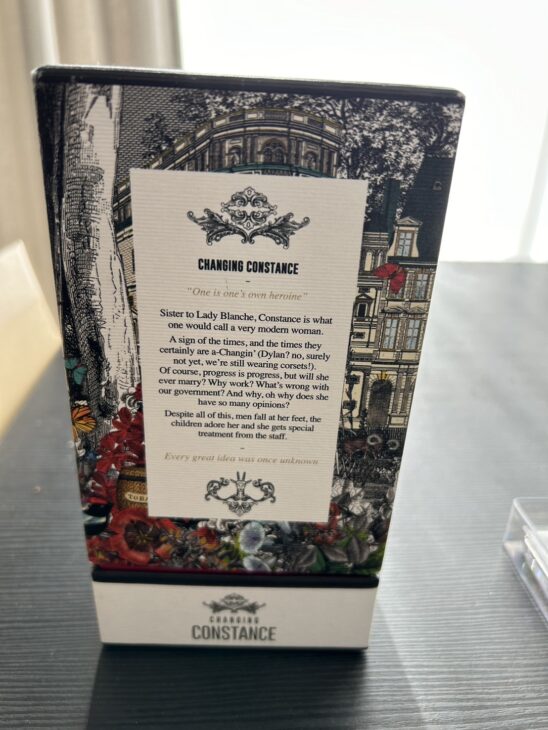 CHANGING CONSTANCE
-
"One is one's own heroine"
Sister to Lady Blanche, Constance is what
one would call a very modern woman.
A sign of the times, and the times they
certainly are a-Changin' (Dylan? no, surely
not yet, we're still wearing corsets!).
Of course, progress is progress, but will she
ever marry? Why work? What's wrong with
our government? And why, oh why does she
have so many opinions?
Despite all of this, men fall at her feet, the
children adore her and she gets special
treatment from the staff.
-
Every great idea was once unknown
CHANGING
CONSTANCE